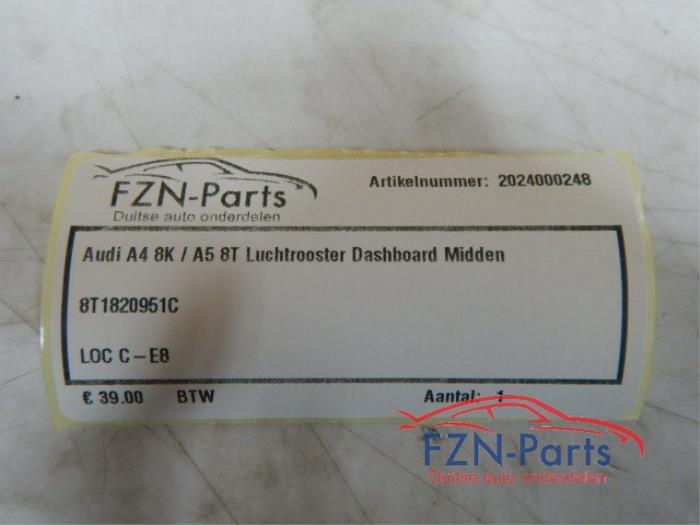 FZN-Parts
Duitse auto onderdelen
Artikelnummer: 2024000248
Audi A4 8K / A5 8T Luchtrooster Dashboard Midden
8T1820951C
LOC C-E8
€ 39.00 BTW Aantal: 1
FZN-Parts
Duitse auto onderdelen